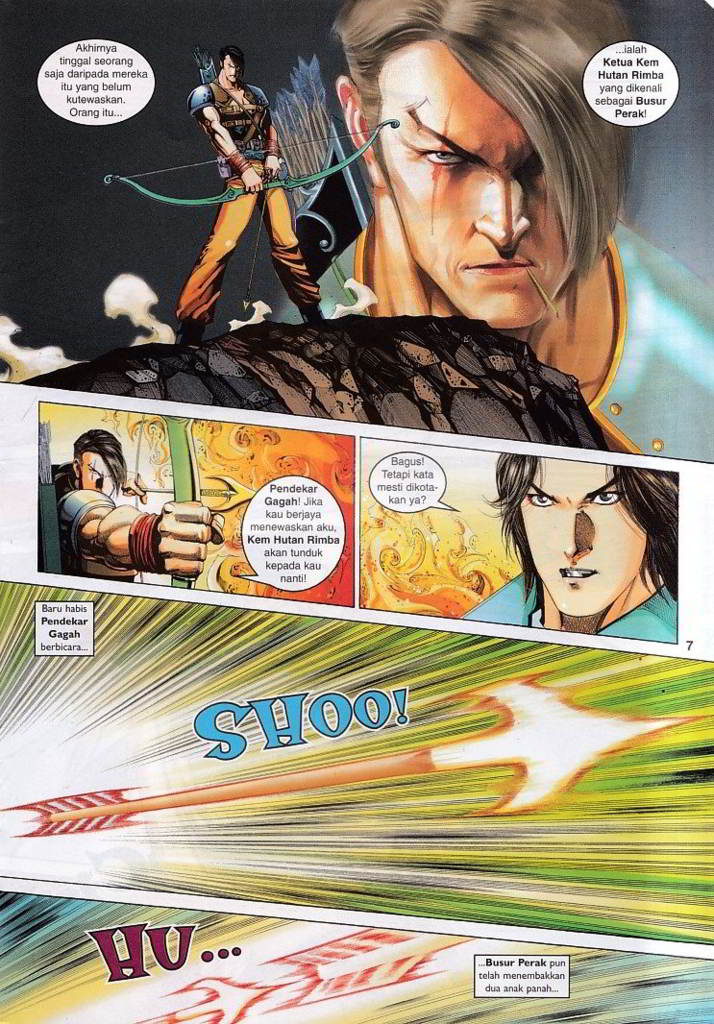 Akhirnya
tinggal seorang
saja daripada mereka
itu yang belum
kutewaskan.
Orang itu...
...ialah
Ketua Kem
Hutan Rimba
yang dikenali
sebagai Busur
Perak!
Pendekar
Gagah! Jika
kau berjaya
menewaskan aku,
Kem Hutan Rimba
akan tunduk
kepada kau
nanti!
Bagus!
Tetapi kata
mesti dikota-
kan ya?
7
Baru habis
Pendekar
Gagah
berbicara...
SHOO!
HU...
...Busur Perak pun
telah menembakkan
dua anak panah...